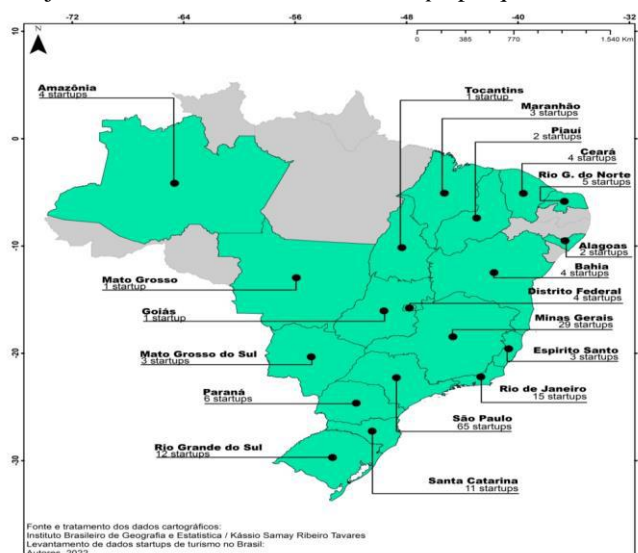 -72
-64
-56
-48
-40
-32
10
0
-10
-20
-30
0 385 770 1.540 Km
Amazônia
4 startups
Tocantins
1 startup
Maranhão
3 startups
Piauí
2 startups
Ceará
4 startups
Rio G. do Norte
5 startups
Alagoas
2 startups
Bahia
4 startups
Mato Grosso
1 startup
Distrito Federal
4 startups
Goiás
1 startup
Minas Gerais
29 startups
Mato Grosso do Sul
3 startups
Espírito Santo
3 startups
Paraná
6 startups
Rio de Janeiro
15 startups
São Paulo
65 startups
Rio Grande do Sul
12 startups
Santa Catarina
11 startups
Fonte e tratamento dos dados cartográficos:
Instituto Brasileiro de Geografia e Estatística / Kássio Samay Ribeiro Tavares
Levantamento de dados startups de turismo no Brasil:
Autores, 2022